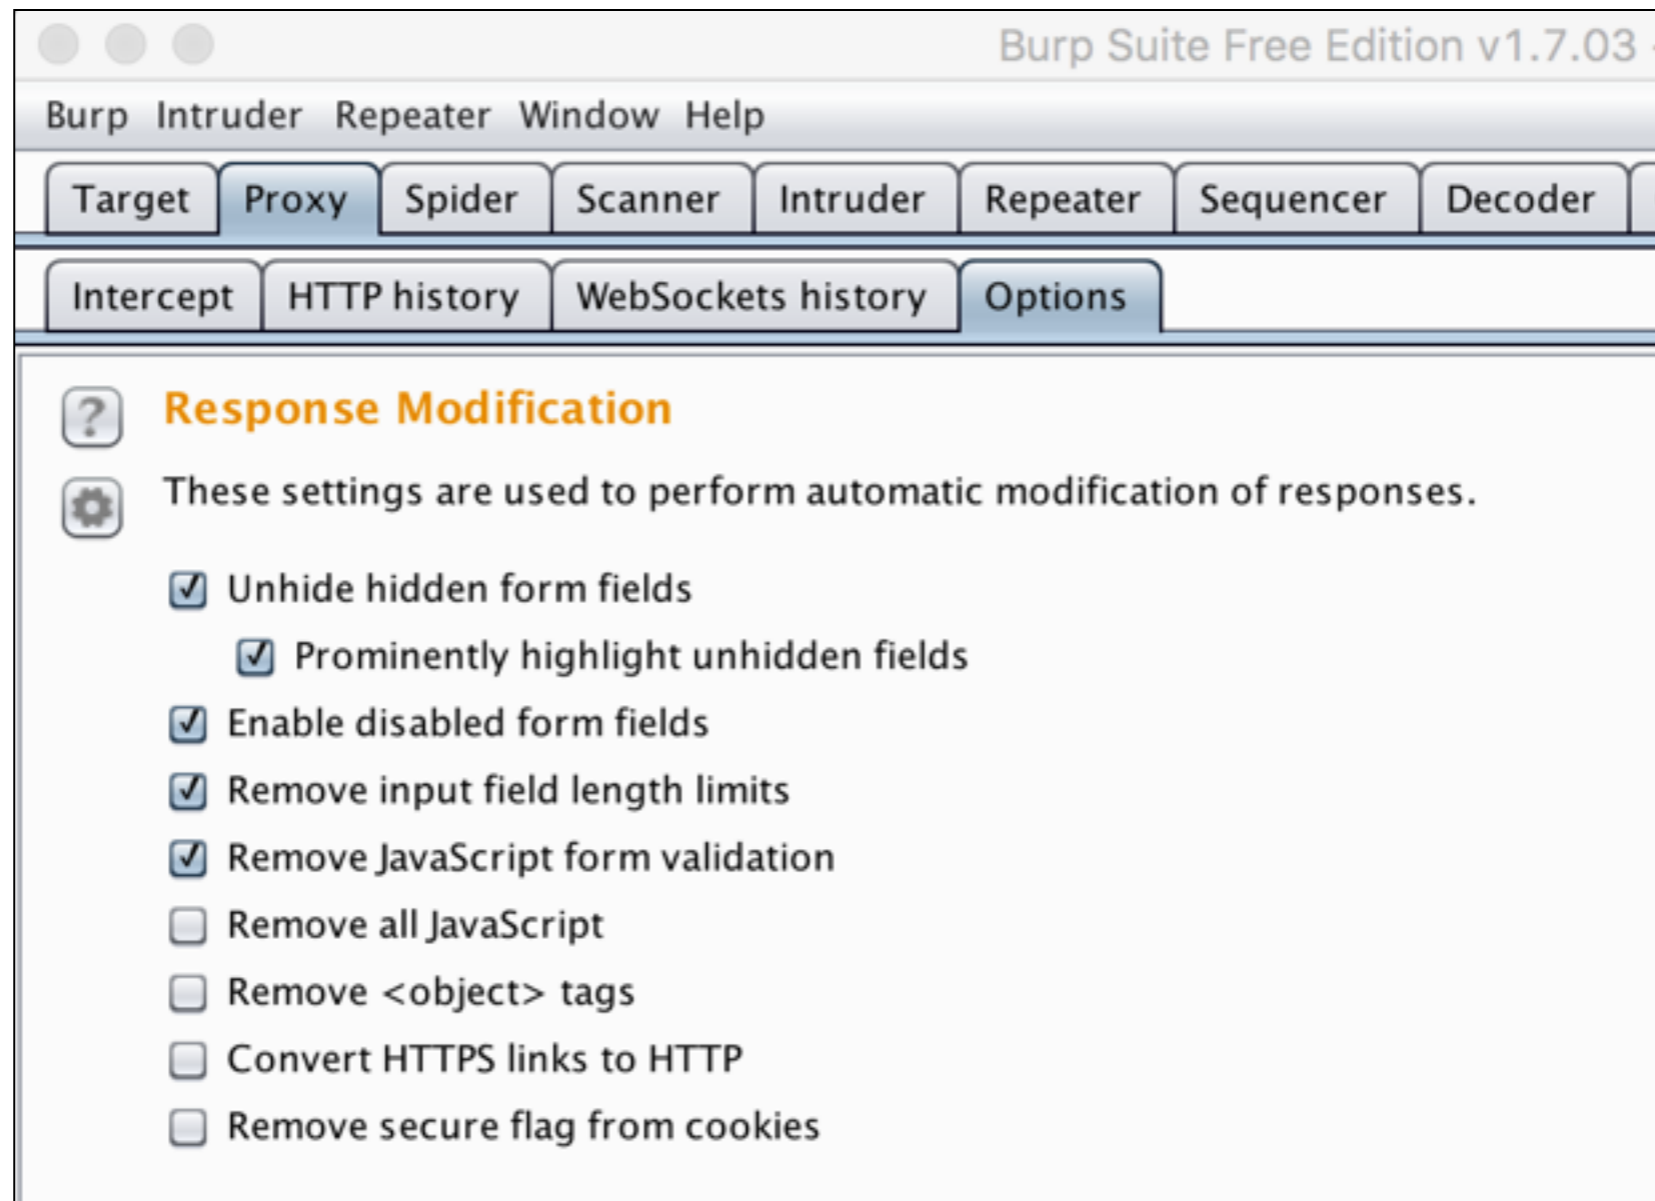 Burp Suite Free Edition v1.7.03
Burp Intruder Repeater Window Help
Target Proxy Spider Scanner Intruder Repeater Sequencer Decoder
Intercept HTTP history WebSockets history Options
? Response Modification
These settings are used to perform automatic modification of responses.
Unhide hidden form fields
Prominently highlight unhidden fields
Enable disabled form fields
Remove input field length limits
Remove JavaScript form validation
Remove all JavaScript
Remove <object> tags
Convert HTTPS links to HTTP
Remove secure flag from cookies